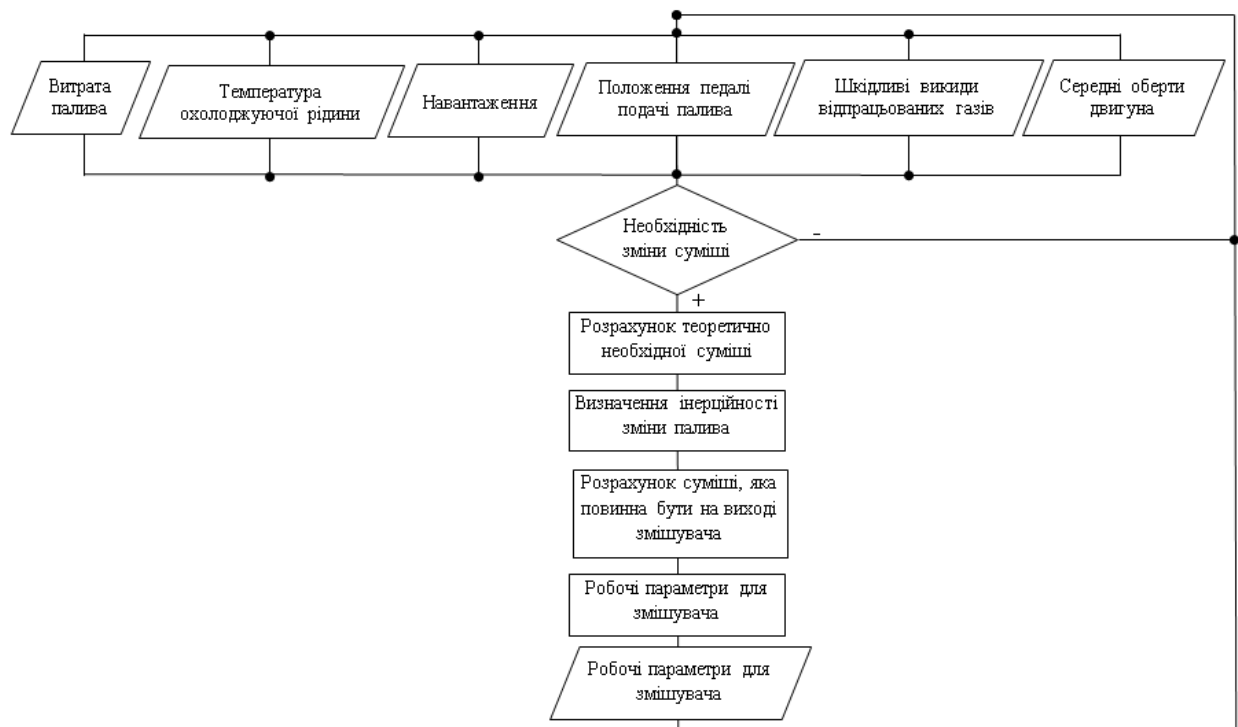 Витрата
палива
Температура
охолоджуючої рідини
Навантаження
Положення педалі
подачі палива
Шкідливі викиди
відпрацьованих газів
Середні оберти
двигуна
Необхідність
зміни суміші
-
+
Розрахунок теоретично
необхідної суміші
Визначення інерційності
зміни палива
Розрахунок суміші, яка
повинна бути на виході
змішувача
Робочі параметри для
змішувача
Робочі параметри для
змішувача